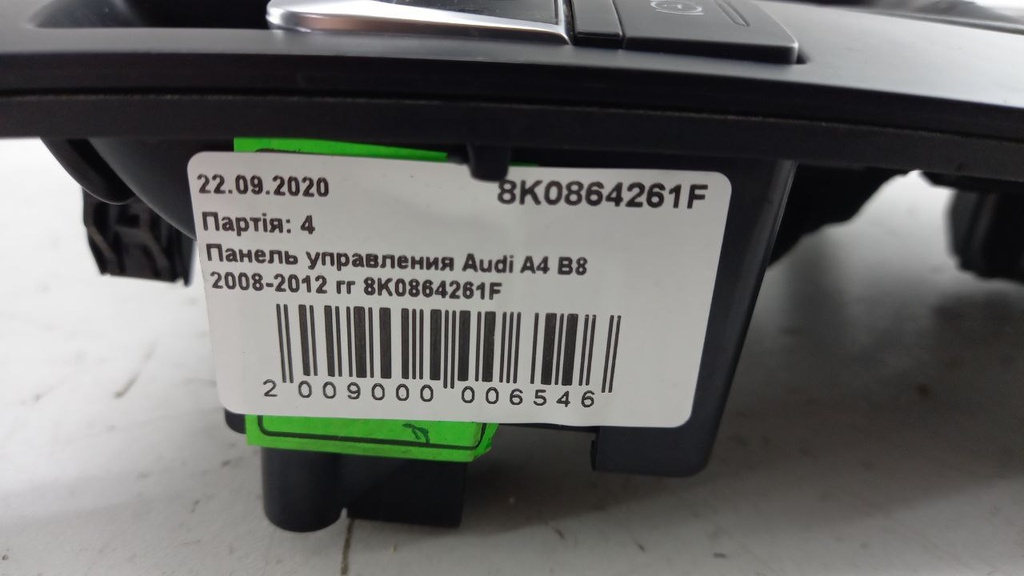 22.09.2020 8K0864261F
Партія: 4
Панель управления Audi A4 B8
2008-2012 гг 8K0864261F
2 009000 006546